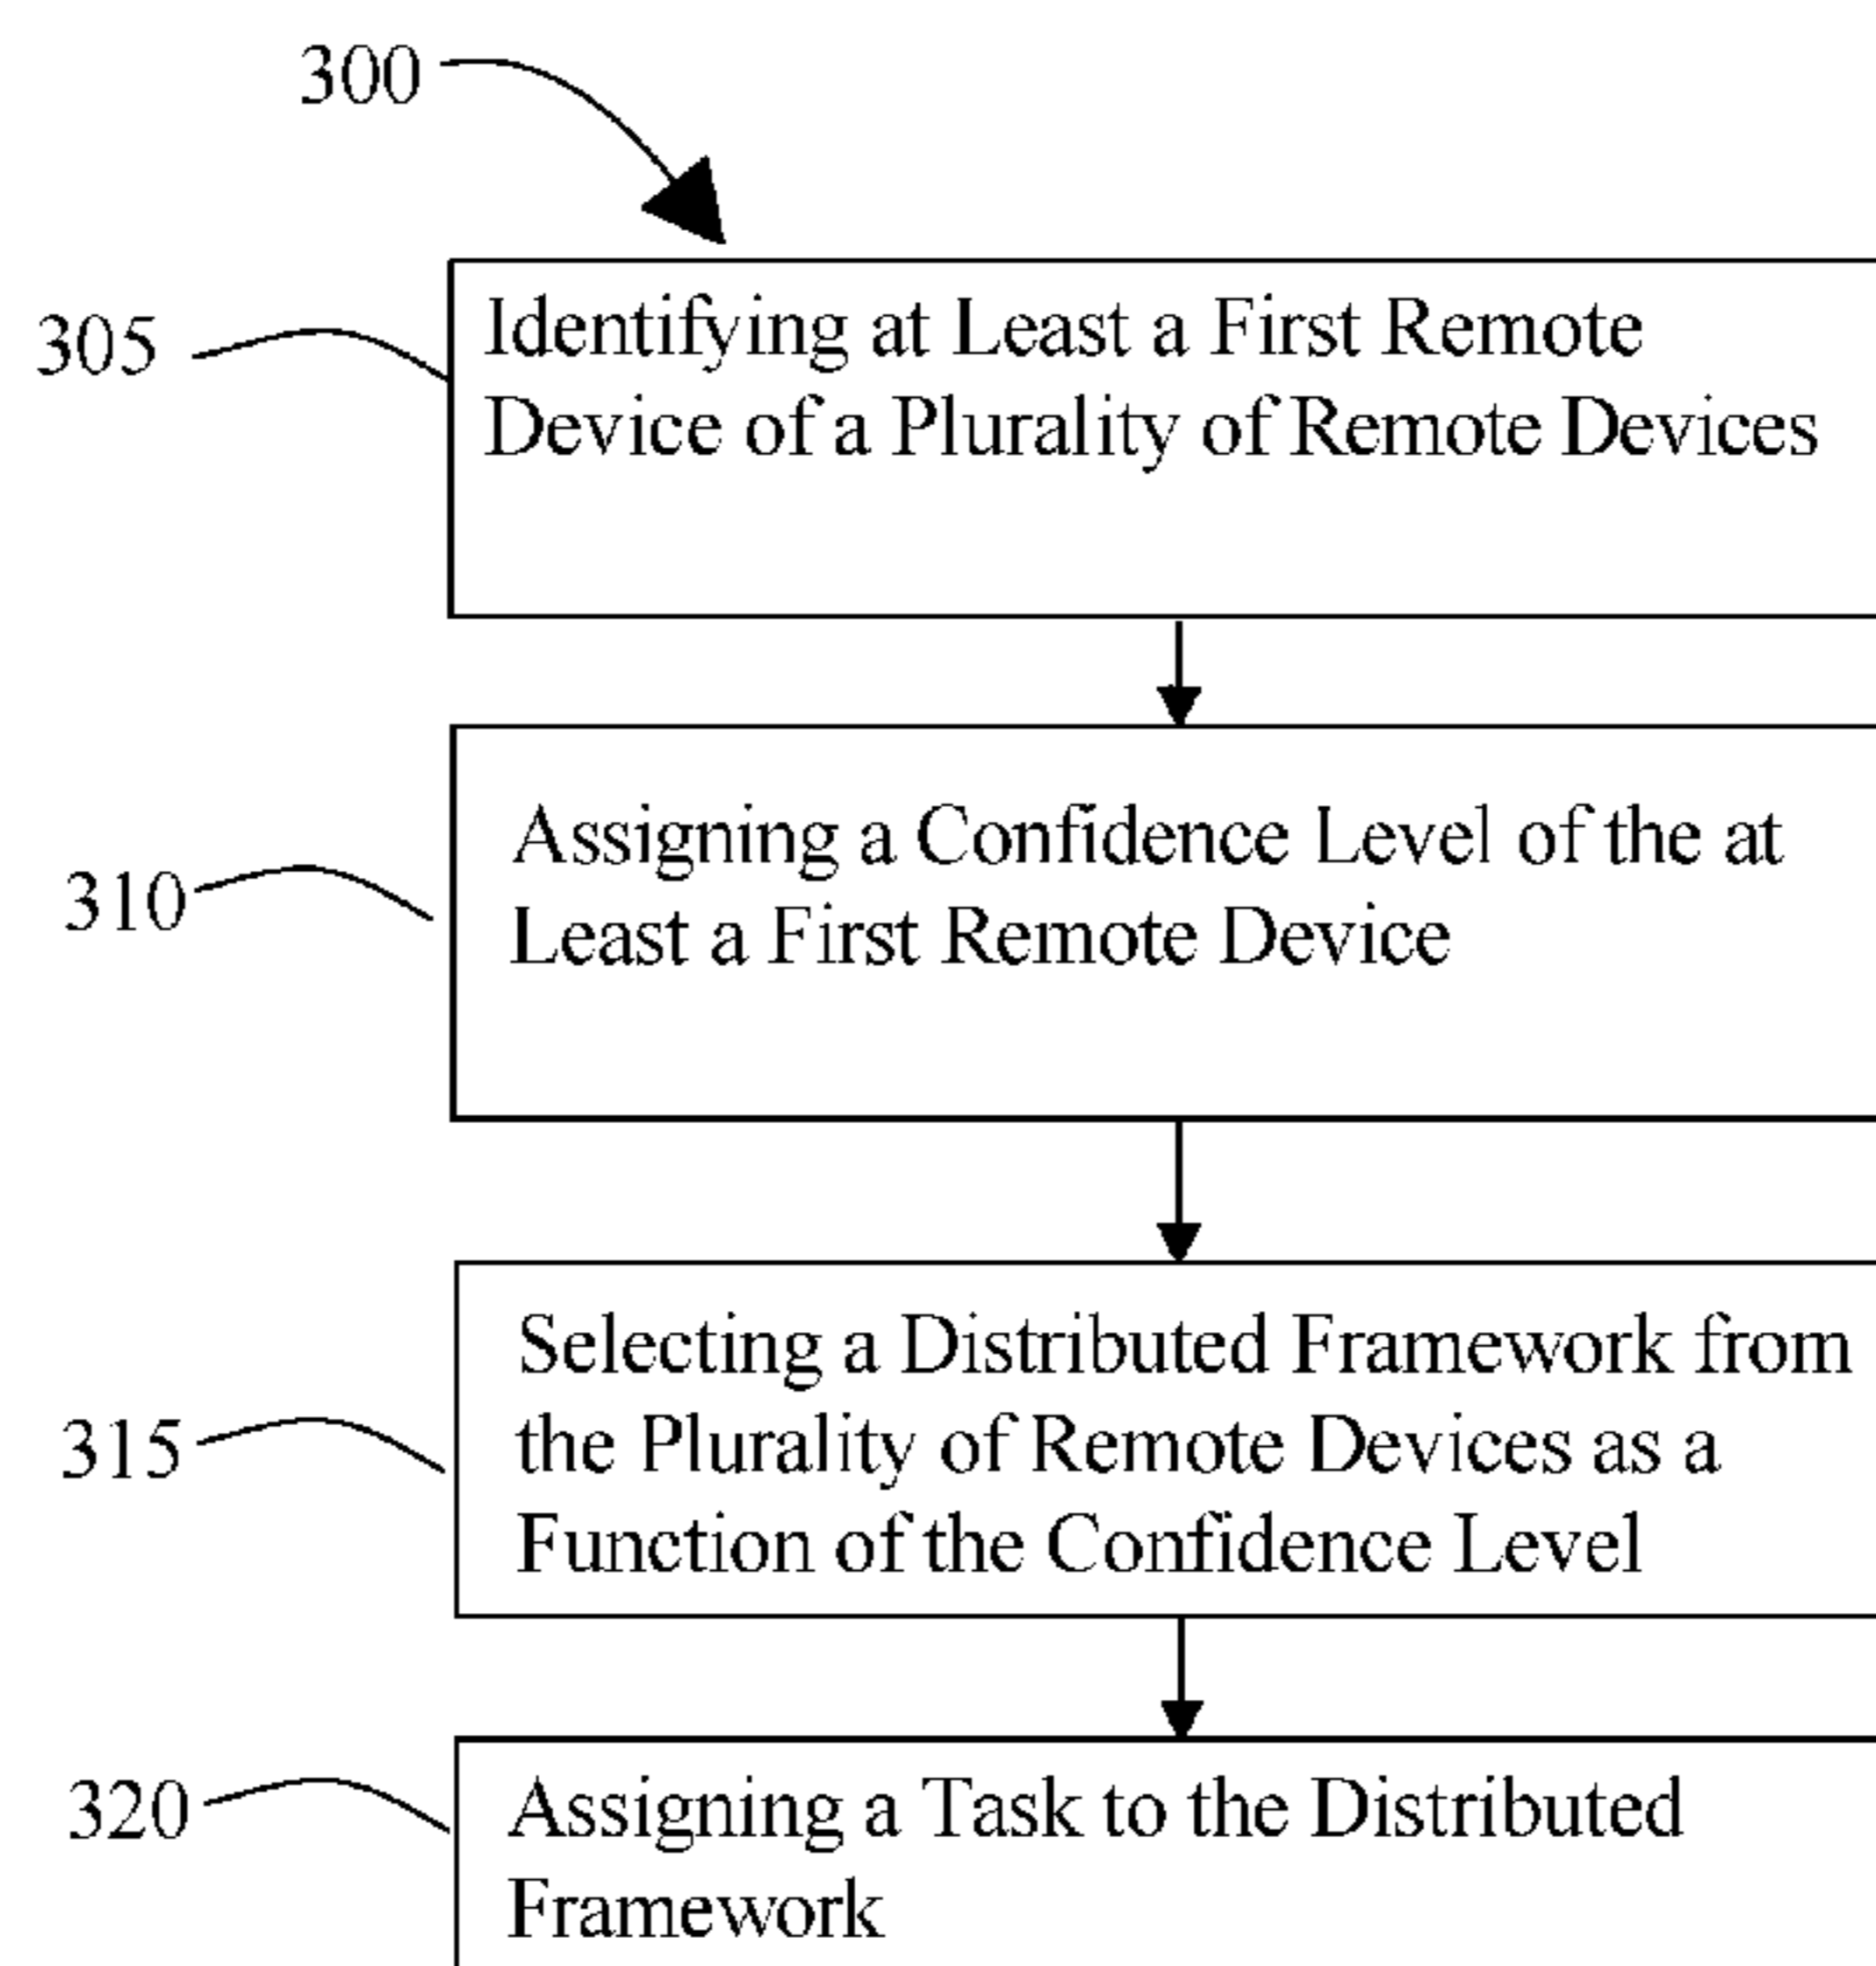 300
305
Identifying at Least a First Remote
Device of a Plurality of Remote Devices
310
Assigning a Confidence Level of the at
Least a First Remote Device
315
Selecting a Distributed Framework from
the Plurality of Remote Devices as a
Function of the Confidence Level
320
Assigning a Task to the Distributed
Framework